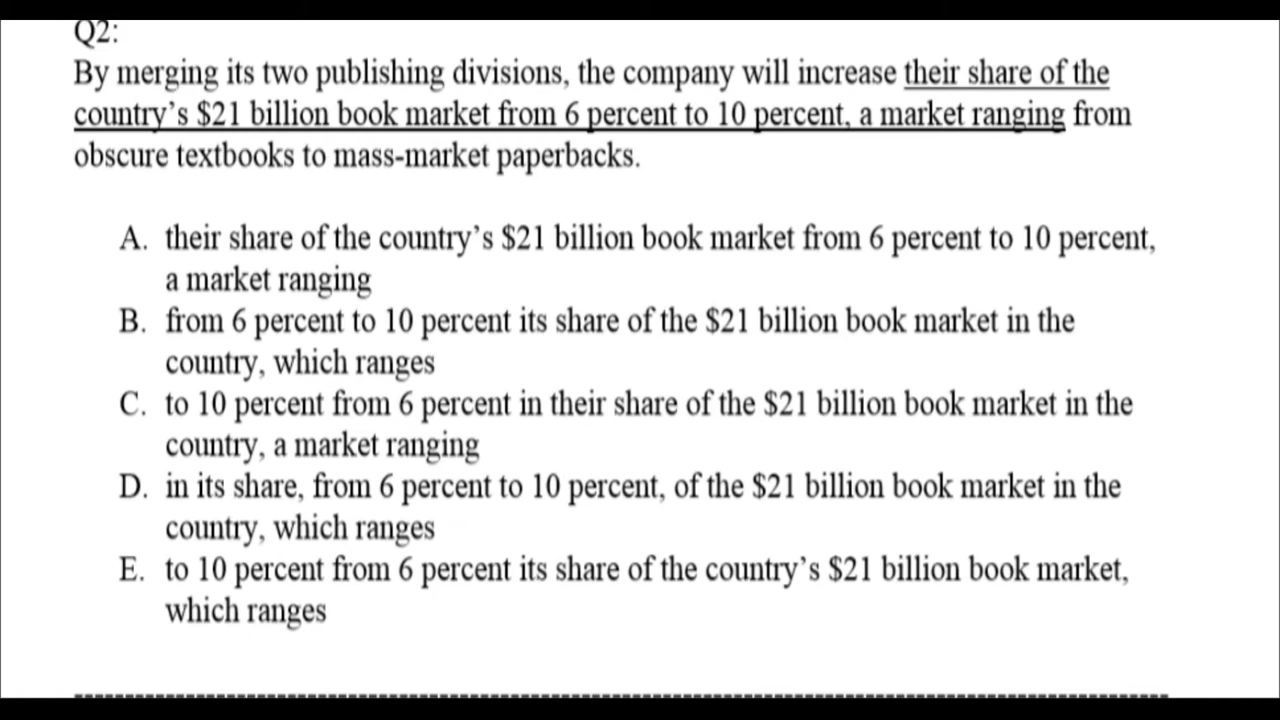 Q2:
By merging its two publishing divisions, the company will increase their share of the
country’s $21 billion book market from 6 percent to 10 percent, a market ranging from
obscure textbooks to mass-market paperbacks.
A. their share of the country’s $21 billion book market from 6 percent to 10 percent,
a market ranging
B. from 6 percent to 10 percent its share of the $21 billion book market in the
country, which ranges
C. to 10 percent from 6 percent in their share of the $21 billion book market in the
country, a market ranging
D. in its share, from 6 percent to 10 percent, of the $21 billion book market in the
country, which ranges
E. to 10 percent from 6 percent its share of the country’s $21 billion book market,
which ranges